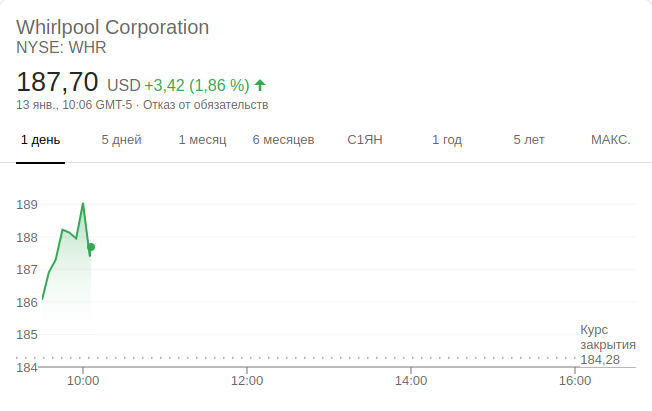 Whirlpool Corporation
NYSE: WHR
187,70 USD +3,42 (1,86 %)
13 янв., 10:06 GMT-5 · Отказ от обязательств
1 день 5 дней 1 месяц 6 месяцев С1ЯН 1 год 5 лет МАКС.
189
188
187
186
185
Курс
закрытия
184,28
184
10:00 12:00 14:00 16:00